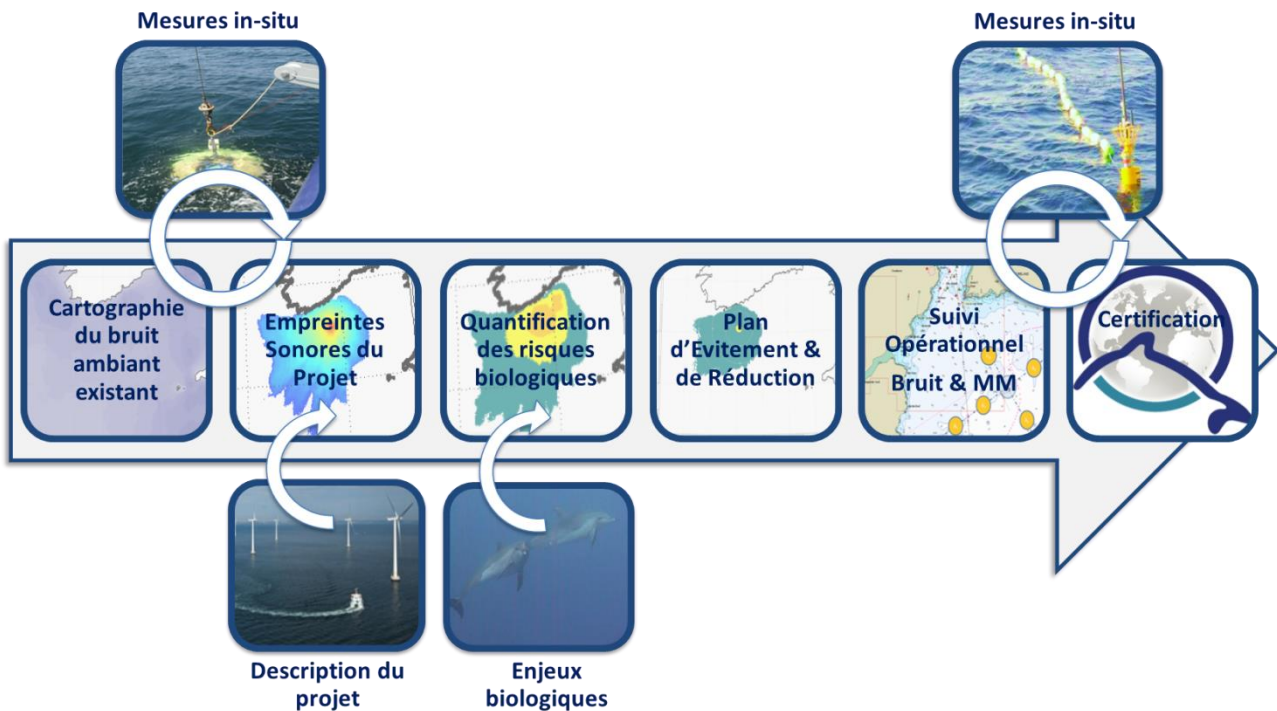 Mesures in-situ
Mesures in-situ
Cartographie
du bruit
ambiant
existant
Empreintes
Sonores du
Projet
Quantification
des risques
biologiques
Plan
d’Evitement &
de Réduction
Suivi
Opérationnel
Bruit & MM
Certification
Description du
projet
Enjeux
biologiques